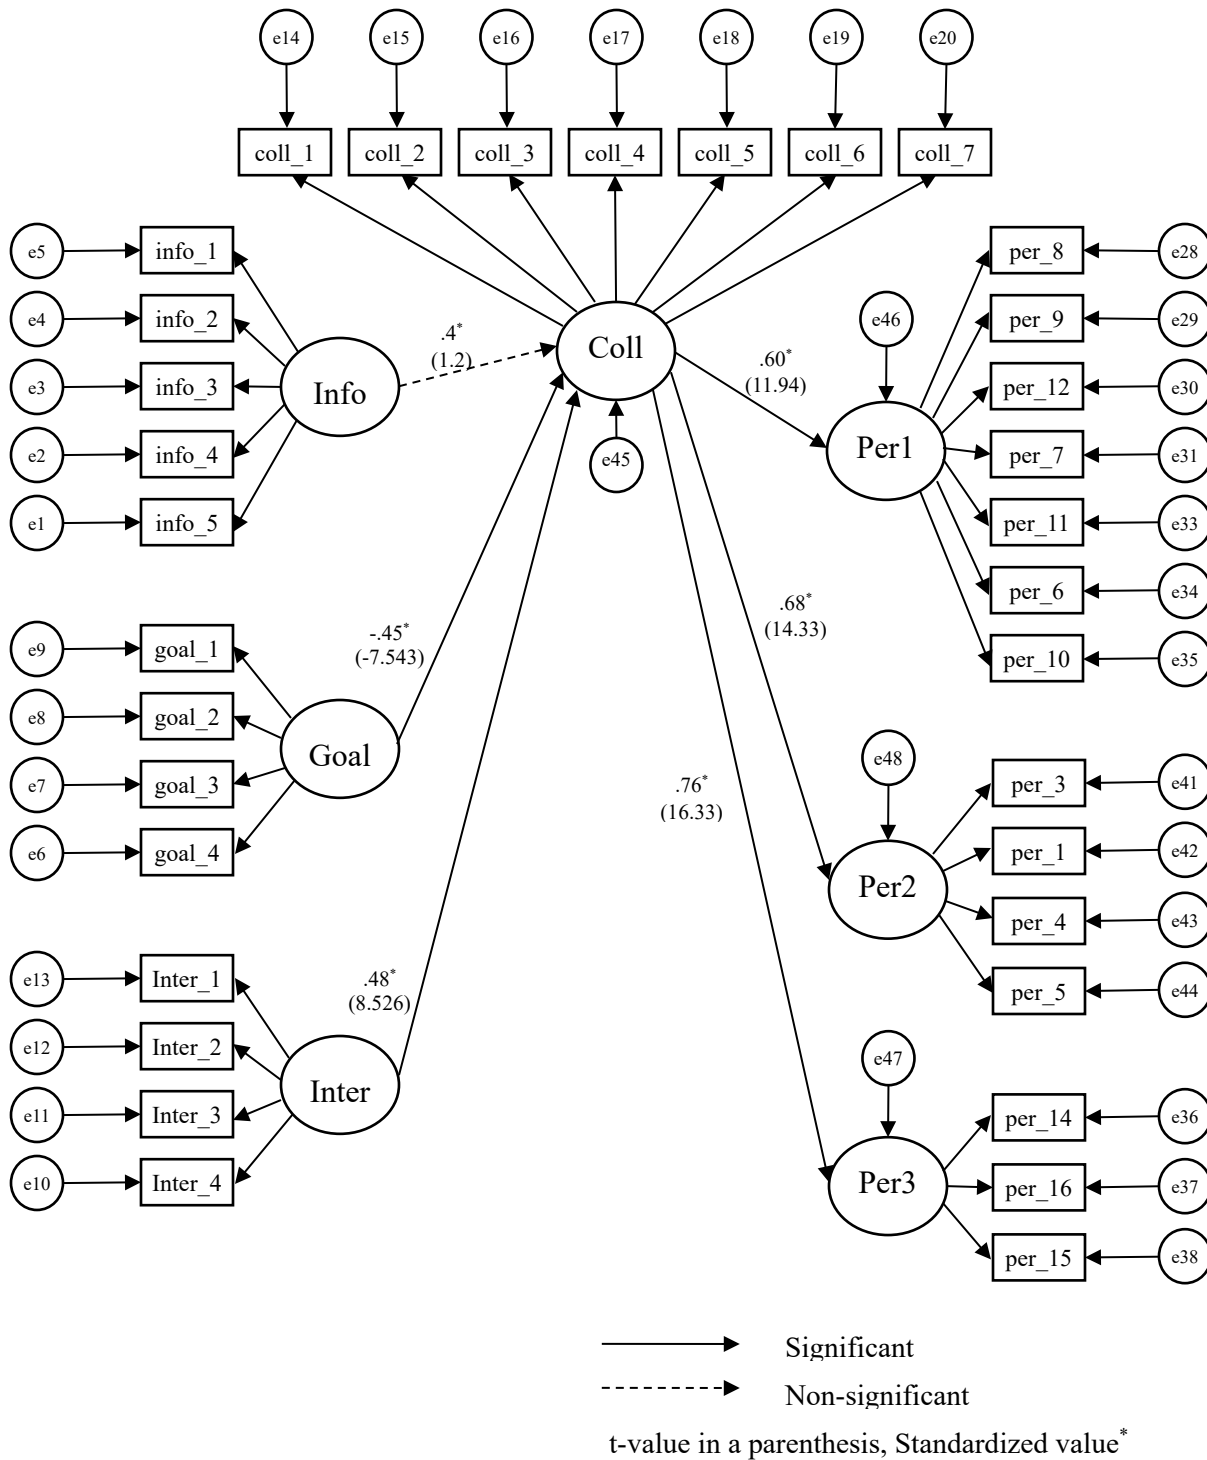 e14 e15 e16 e17 e18 e19 e20
coll_1 coll_2 coll_3 coll_4 coll_5 coll_6 coll_7
e5 info_1
e4 info_2
e3 info_3
e2 info_4
e1 info_5
Info
.4*
(1.2)
Coll
e45
.60*
(11.94)
e46
Per1
per_8 e28
per_9 e29
per_12 e30
per_7 e31
per_11 e33
per_6 e34
per_10 e35
e9 goal_1
e8 goal_2
e7 goal_3
e6 goal_4
Goal
-.45*
(-7.543)
.68*
(14.33)
.76*
(16.33)
e48
Per2
per_3 e41
per_1 e42
per_4 e43
per_5 e44
e13 Inter_1
e12 Inter_2
e11 Inter_3
e10 Inter_4
Inter
.48*
(8.526)
e47
Per3
per_14 e36
per_16 e37
per_15 e38
Significant
Non-significant
t-value in a parenthesis, Standardized value*